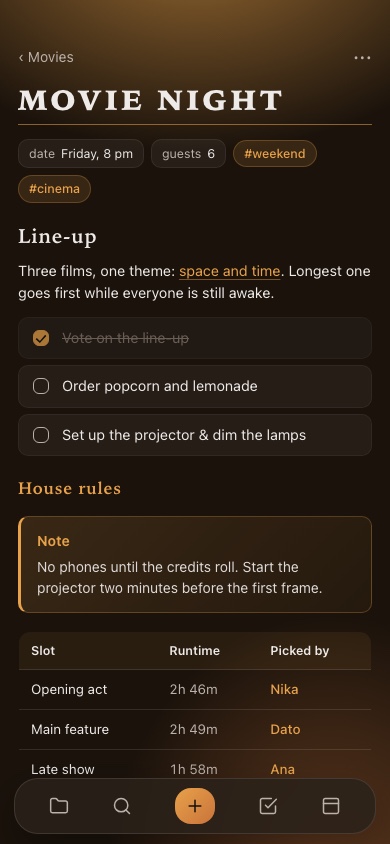 ‹ Movies
MOVIE NIGHT
date Friday, 8 pm guests 6 #weekend
#cinema
Line-up
Three films, one theme: space and time. Longest one
goes first while everyone is still awake.
Vote on the line-up
Order popcorn and lemonade
Set up the projector & dim the lamps
House rules
Note
No phones until the credits roll. Start the
projector two minutes before the first frame.
Slot Runtime Picked by
Opening act 2h 46m Nika
Main feature 2h 49m Dato
Late show 1h 58m Ana